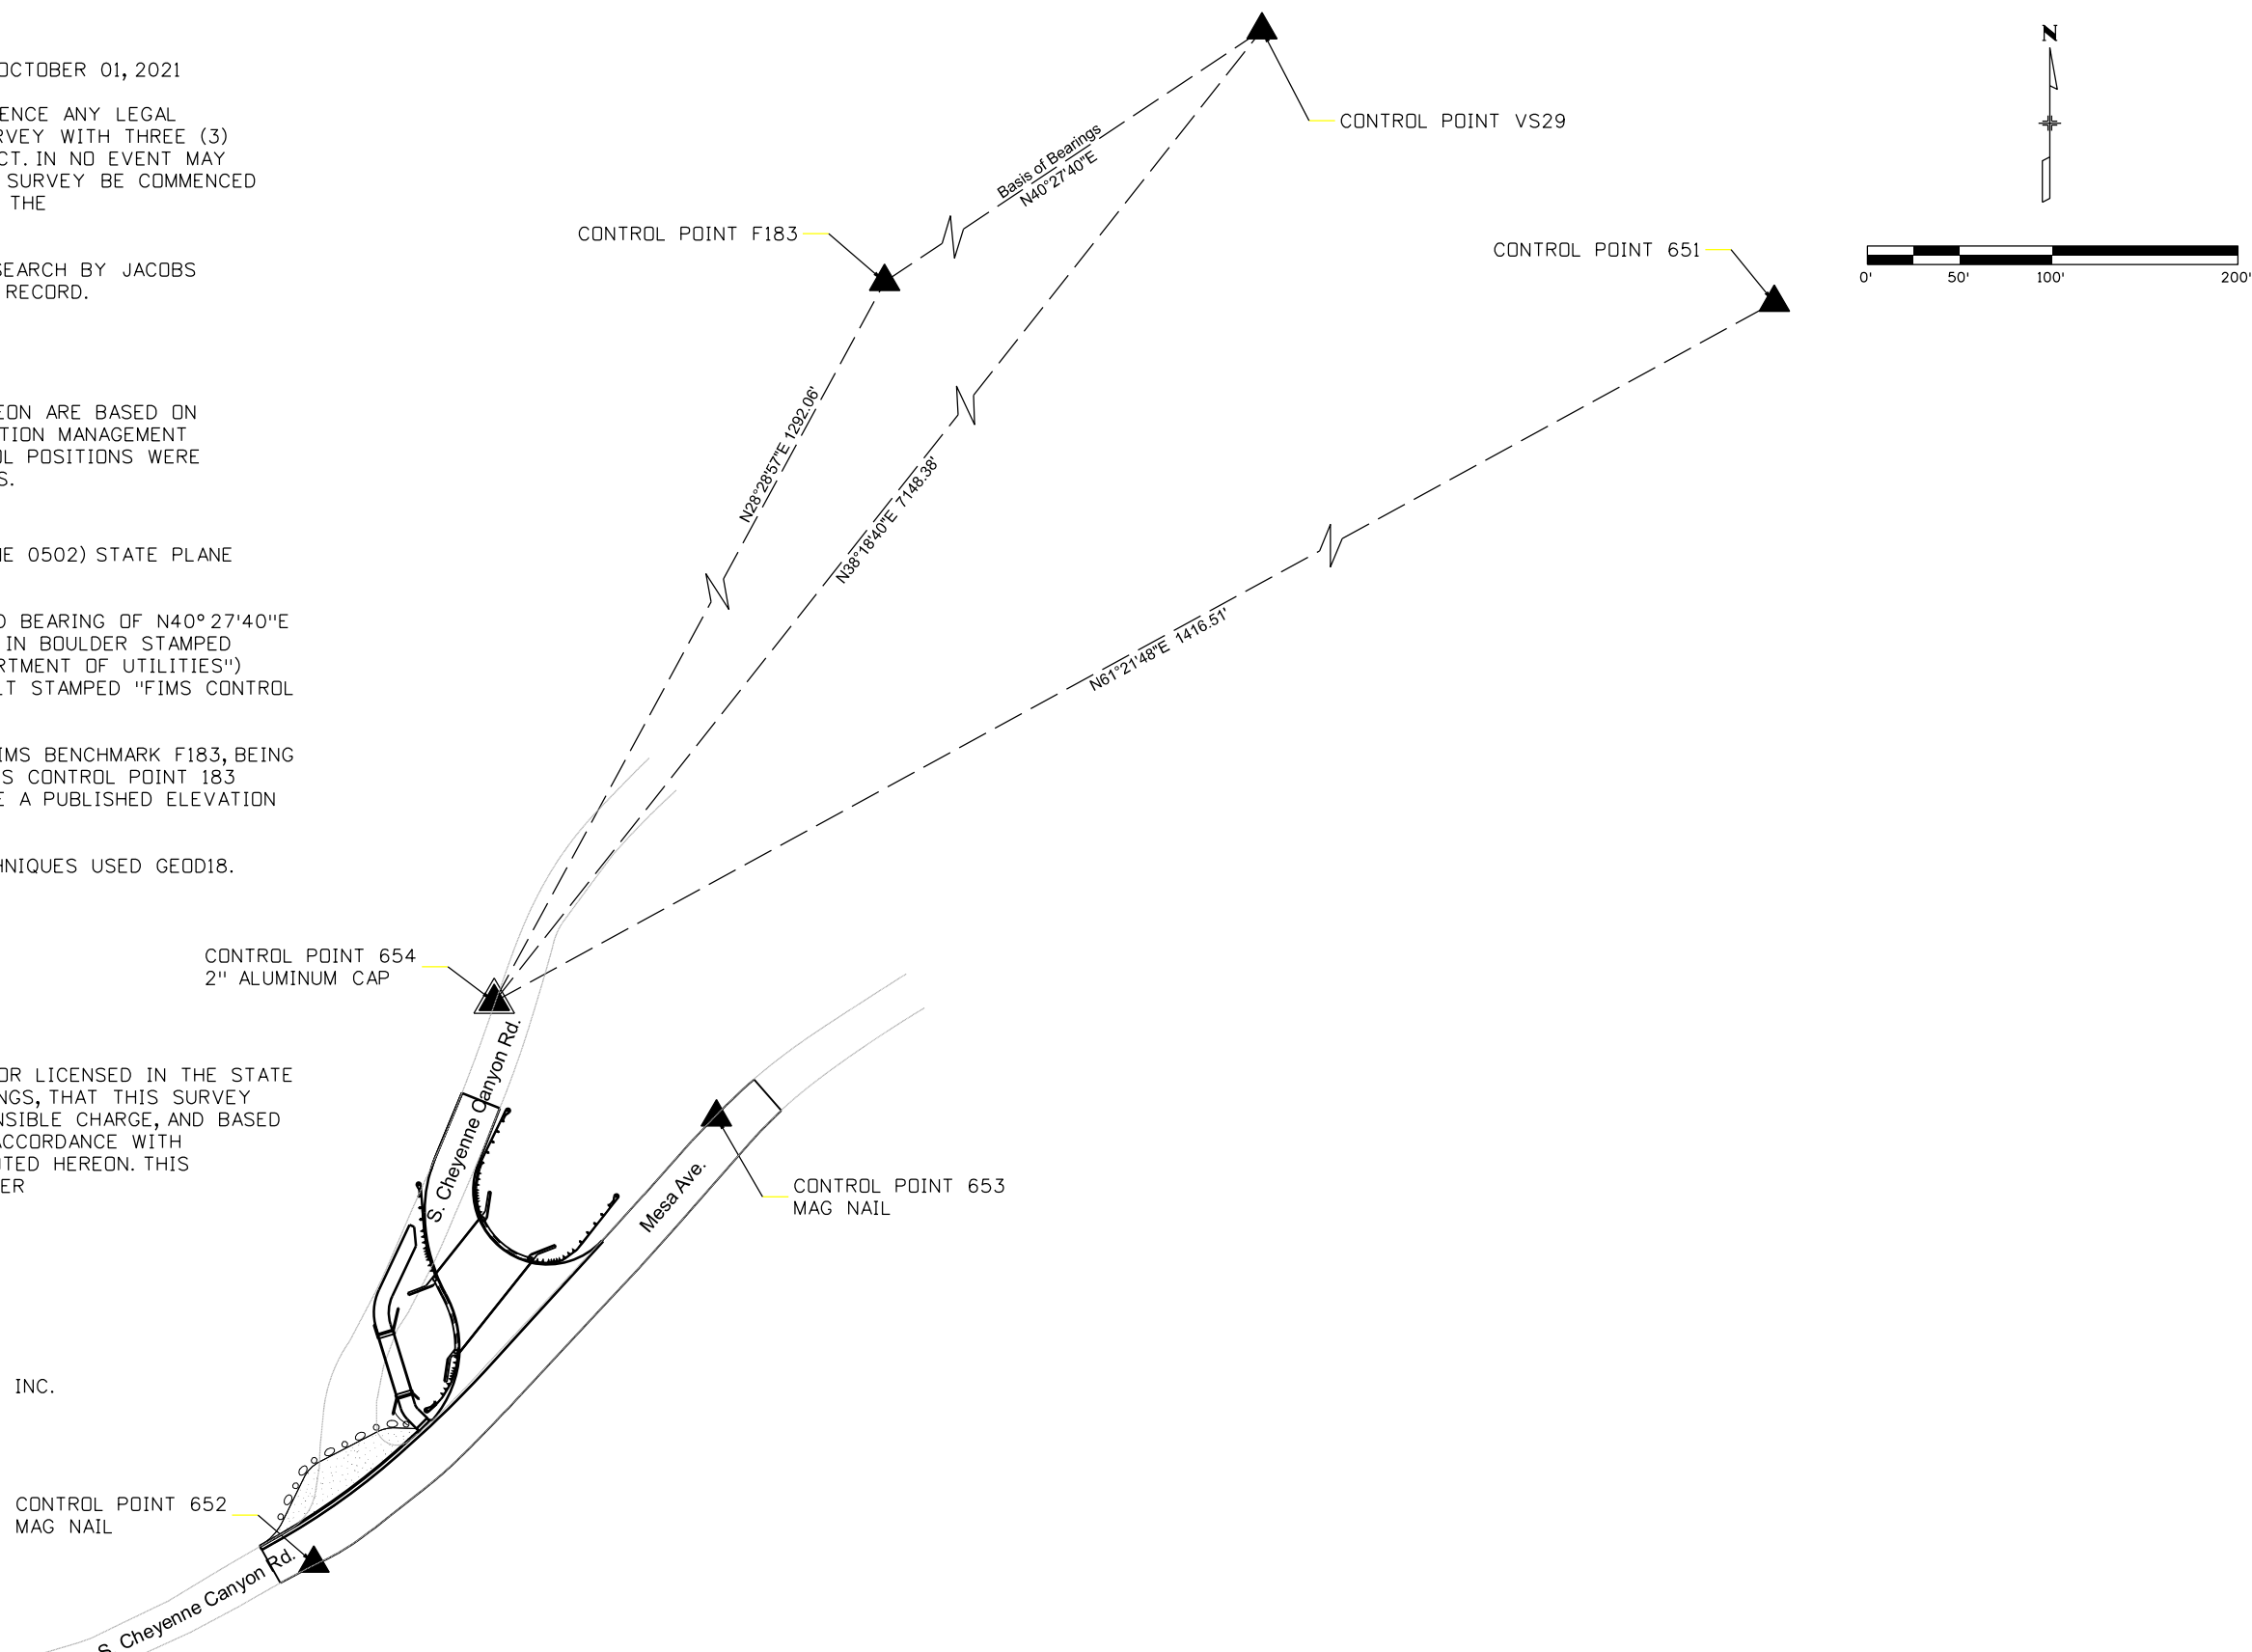 OCTOBER 01, 2021
ENCE ANY LEGAL
RVEY WITH THREE (3)
CT. IN NO EVENT MAY
SURVEY BE COMMENCED
THE
SEARCH BY JACOBS
RECORD.
EON ARE BASED ON
TION MANAGEMENT
OL POSITIONS WERE
S.
NE 0502) STATE PLANE
D BEARING OF N40°27'40"E
IN BOULDER STAMPED
RTMENT OF UTILITIES")
LT STAMPED "FIMS CONTROL
IMS BENCHMARK F183, BEING
S CONTROL POINT 183
E A PUBLISHED ELEVATION
HNIQUES USED GEOD18.
OR LICENSED IN THE STATE
NGS, THAT THIS SURVEY
NSIBLE CHARGE, AND BASED
ACCORDANCE WITH
OTED HEREON. THIS
ER
INC.
N
CONTROL POINT VS29
Basis of Bearings
N40°27'40"E
CONTROL POINT F183
CONTROL POINT 651
0' 50' 100' 200'
N28°28'57"E 1292.06'
N38°18'40"E 7148.38'
N61°21'48"E 1416.51'
CONTROL POINT 654
2" ALUMINUM CAP
S. Cheyenne Canyon Rd.
Mesa Ave.
CONTROL POINT 653
MAG NAIL
CONTROL POINT 652
MAG NAIL
S. Cheyenne Canyon Rd.